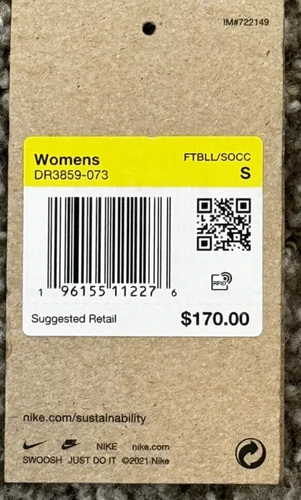 IM#722149
Womens FTBLL/SOCC
DR3859-073 S
RFID
1 96155 11227 6
Suggested Retail $170.00
nike.com/sustainability
NIKE nike.com
SWOOSH JUST DO IT ©2021 Nike